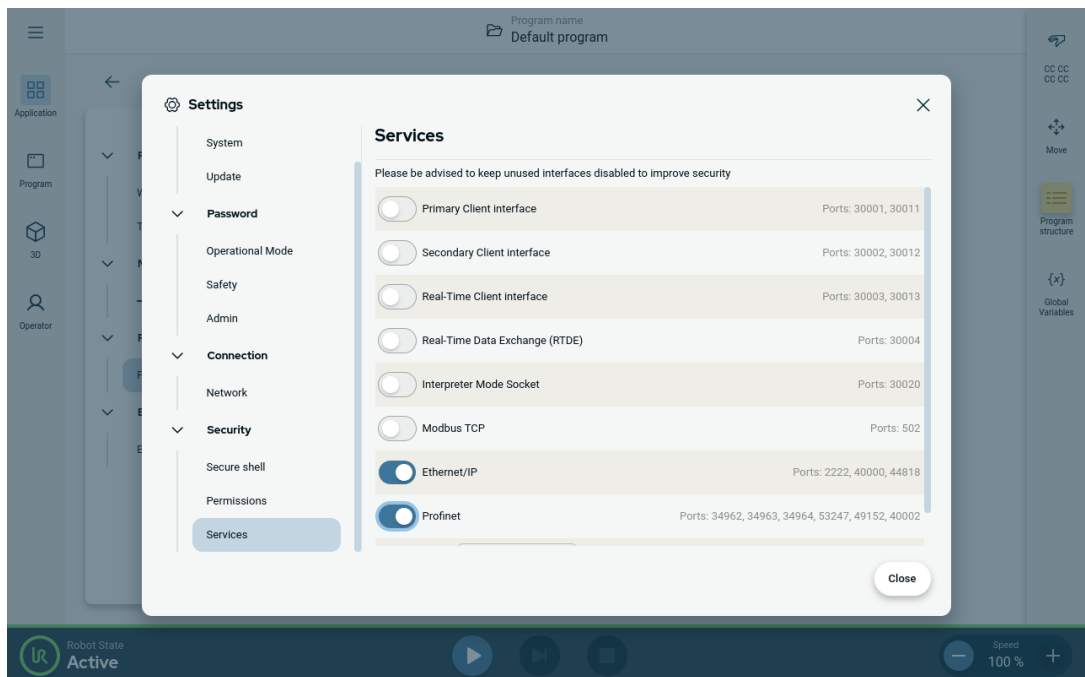 Program name
Default program
Application
Program
3D
Operator
Settings
System
Update
Password
Operational Mode
Safety
Admin
Connection
Network
Security
Secure shell
Permissions
Services
Services
Please be advised to keep unused interfaces disabled to improve security
Primary Client interface Ports: 30001, 30011
Secondary Client interface Ports: 30002, 30012
Real-Time Client interface Ports: 30003, 30013
Real-Time Data Exchange (RTDE) Ports: 30004
Interpreter Mode Socket Ports: 30020
Modbus TCP Ports: 502
Ethernet/IP Ports: 2222, 40000, 44818
Profinet Ports: 34962, 34963, 34964, 53247, 49152, 40002
Close
CC CC
CC CC
Move
Program
structure
{x}
Global
Variables
UR
Robot State
Active
Speed
100 %